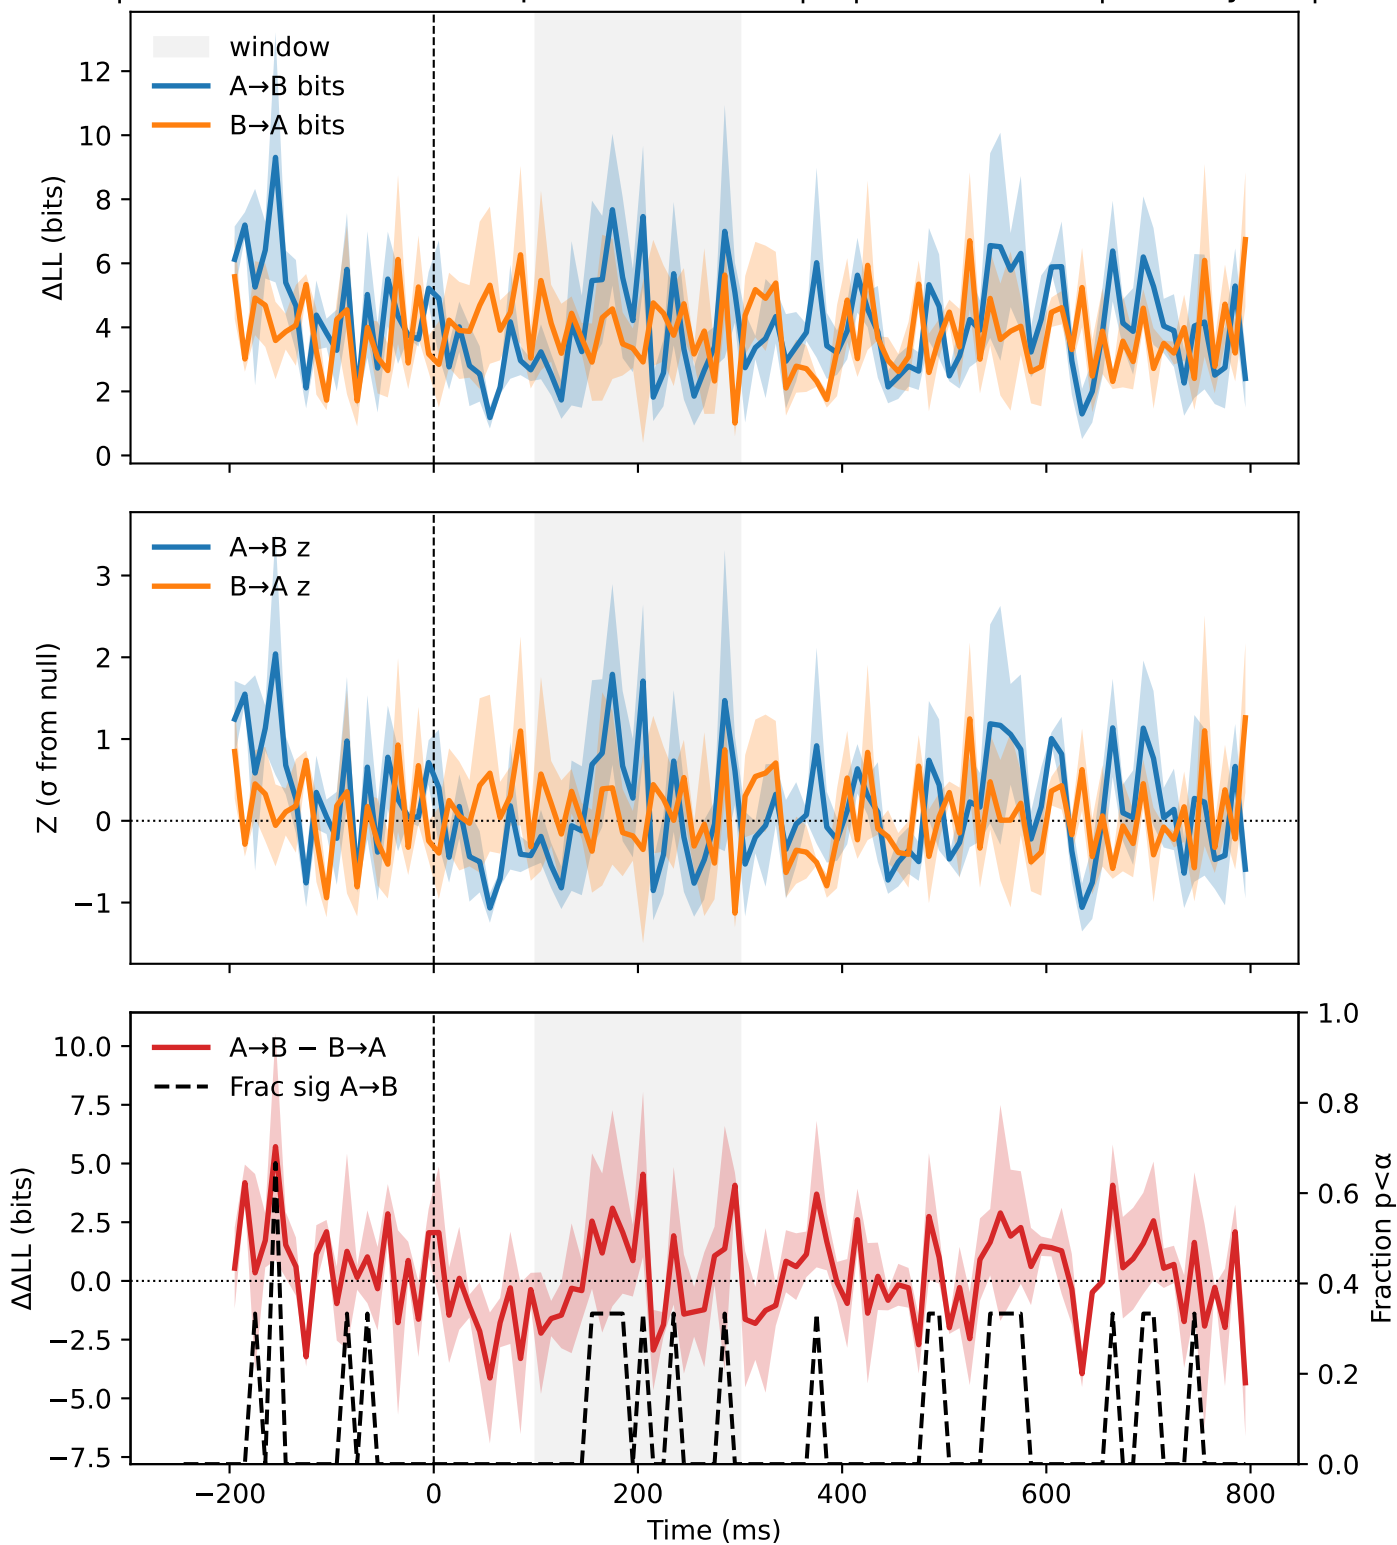 window
A→B bits
B→A bits
12
10
8
6
4
2
0
ΔLL (bits)
A→B z
B→A z
3
2
1
0
−1
Z (σ from null)
A→B − B→A
Frac sig A→B
10.0
7.5
5.0
2.5
0.0
−2.5
−5.0
−7.5
ΔΔLL (bits)
1.0
0.8
0.6
0.4
0.2
0.0
Fraction p<α
−200
0
200
400
600
800
Time (ms)